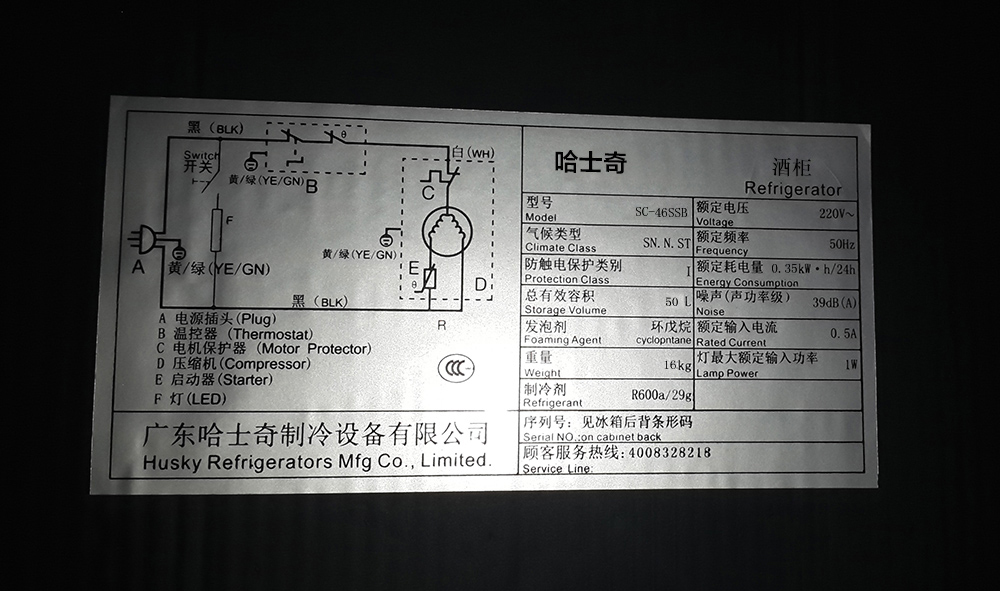 黑 (BLK)
Switch
开关
黄/绿(YE/GN)
θ
B
白(WH)
C
F
A
黄/绿(YE/GN)
黄/绿(YE/GN)
E
θ
D
黑 (BLK)
R
A 电源插头(Plug)
B 温控器 (Thermostat)
C 电机保护器 (Motor Protector)
D 压缩机(Compressor)
E 启动器(Starter)
F 灯(LED)
CCC
广东哈士奇制冷设备有限公司
Husky Refrigerators Mfg Co., Limited.
哈士奇 酒柜
Refrigerator
型号 SC-46SSB
Model
气候类型 SN.N.ST
Climate Class
防触电保护类别 I
Protection Class
总有效容积 50 L
Storage Volume
发泡剂 环戊烷
Foaming Agent cyclopntane
重量 16kg
Weight
制冷剂 R600a/29g
Refrigerant
额定电压 220V~
Voltage
额定频率 50Hz
Frequency
额定耗电量 0.35kW·h/24h
Energy Consumption
噪声(声功率级) 39dB(A)
Noise
额定输入电流 0.5A
Rated Current
灯最大额定输入功率 1W
Lamp Power
序列号: 见冰箱后背条形码
Serial NO.:on cabinet back
顾客服务热线:4008328218
Service Line: